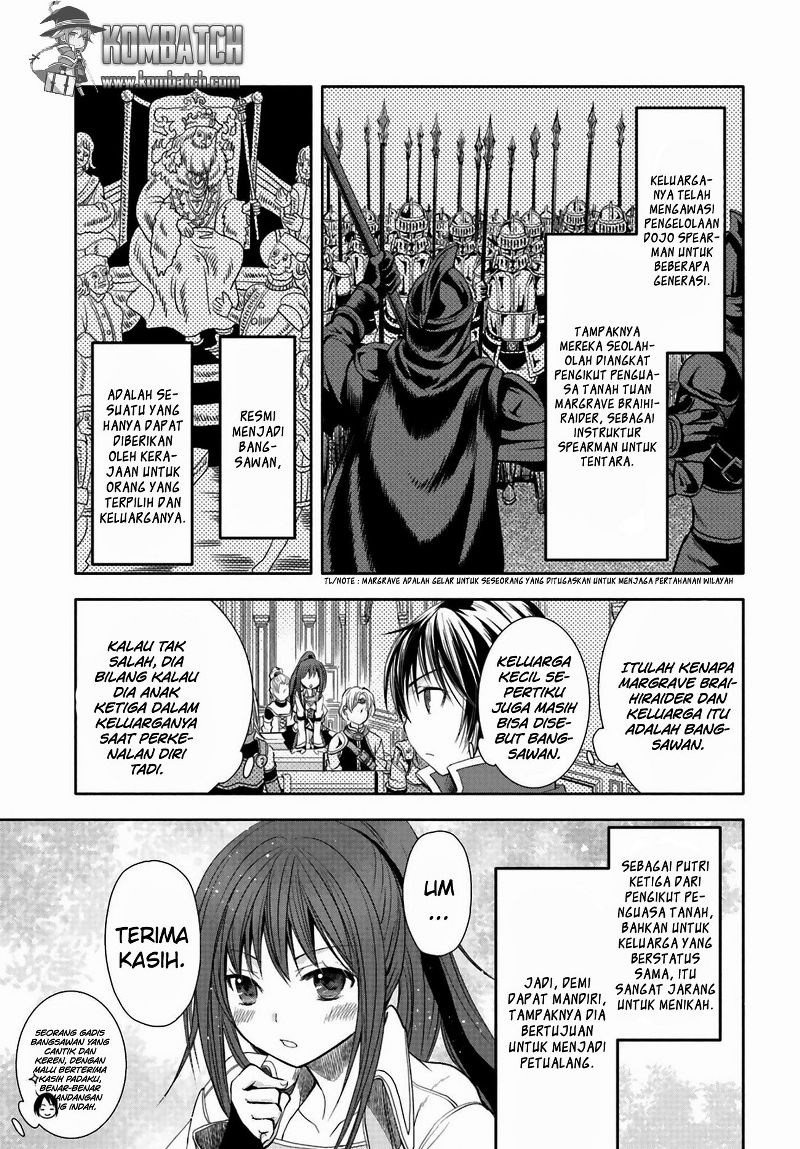 KOMBATCH
www.kombatch.com
KELUARGA-
NYA TELAH
MENGAWASI
PENGELOLAAN
DOJO SPEAR-
MAN UNTUK
BEBERAPA
GENERASI.
TAMPAKNYA
MEREKA SEOLAH-
OLAH DIANGKAT
PENGIKUT PENGUA-
SA TANAH TUAN
MARGRAVE BRAIHI-
RAIDER, SEBAGAI
INSTRUKTUR
SPEARMAN UNTUK
TENTARA.
RESMI
MENJADI
BANG-
SAWAN,
ADALAH SE-
SUATU YANG
HANYA DAPAT
DIBERIKAN
OLEH KERA-
JAAN UNTUK
ORANG YANG
TERPILIH DAN
KELUARGANYA.
TL/NOTE : MARGRAVE ADALAH GELAR UNTUK SESEORANG YANG DITUGASKAN UNTUK MENJAGA PERTAHANAN WILAYAH
ITULAH KENAPA
MARGRAVE BRAI-
HIRAIDER DAN
KELUARGA ITU
ADALAH BANG-
SAWAN.
KELUARGA
KECIL SE-
PERTIKU
JUGA MASIH
BISA DISE-
BUT BANG-
SAWAN.
KALAU TAK
SALAH, DIA
BILANG KALAU
DIA ANAK
KETIGA DALAM
KELUARGANYA
SAAT PERKE-
NALAN DIRI
TADI.
SEBAGAI PUTRI
KETIGA DARI
PENGIKUT PE-
NGUASA TANAH,
BAHKAN UNTUK
KELUARGA YANG
BERSTATUS
SAMA, ITU
SANGAT JARANG
UNTUK MENIKAH.
JADI, DEMI
DAPAT MANDIRI,
TAMPAKNYA DIA
BERTUJUAN
UNTUK MENJADI
PETUALANG.
UM
...
TERIMA
KASIH.
SEORANG GADIS
BANGSAWAN YANG
CANTIK DAN
KEREN, DENGAN
MALU BERTERIMA
KASIH PADAKU,
BENAR-BENAR
INDAH.